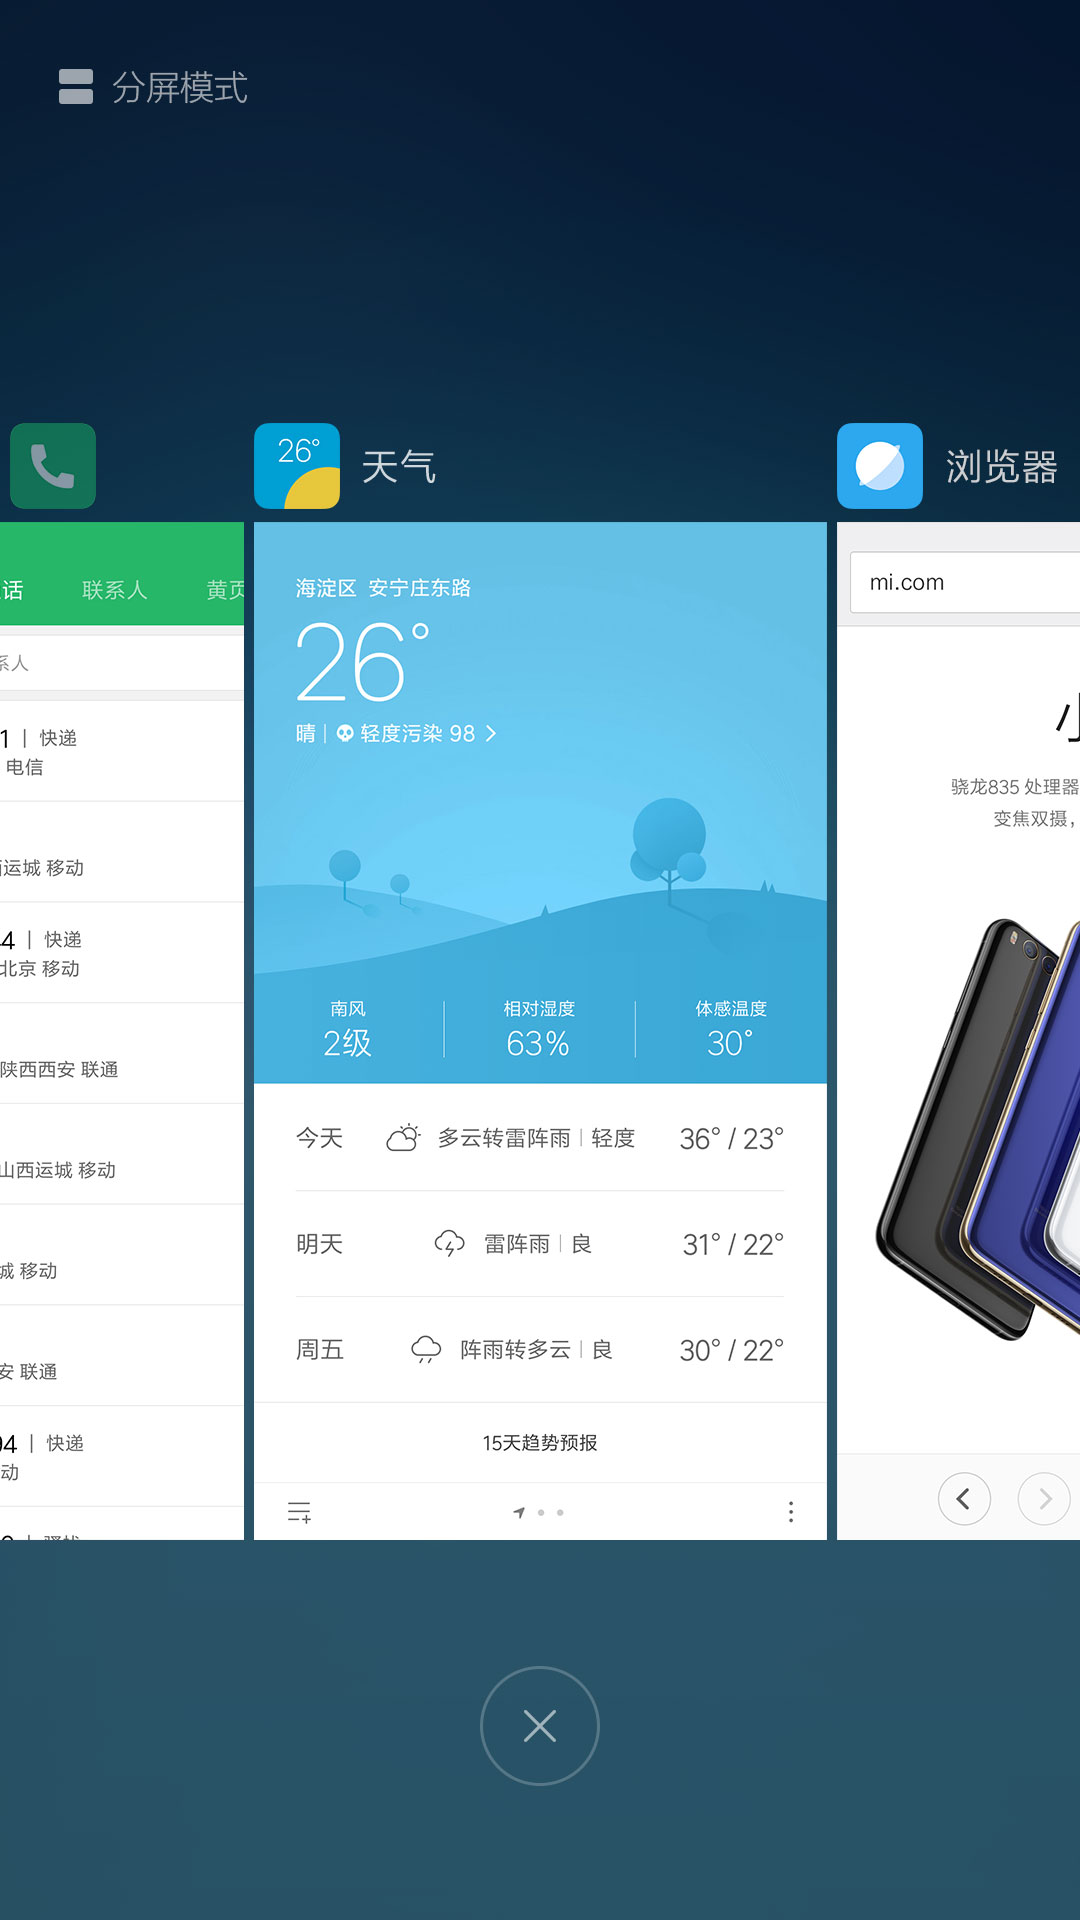 分屏模式
26°
天气
浏览器
话 联系人 黄页
系人
1 | 快递
电信
运城 移动
4 | 快递
北京 移动
陕西西安 联通
山西运城 移动
城 移动
安 联通
94 | 快递
动
海淀区 安宁庄东路
26°
晴 | 轻度污染 98
南风
2级
相对湿度
63%
体感温度
30°
今天 多云转雷阵雨 | 轻度 36° / 23°
明天 雷阵雨 | 良 31° / 22°
周五 阵雨转多云 | 良 30° / 22°
15天趋势预报
mi.com
小
骁龙835 处理器
变焦双摄，